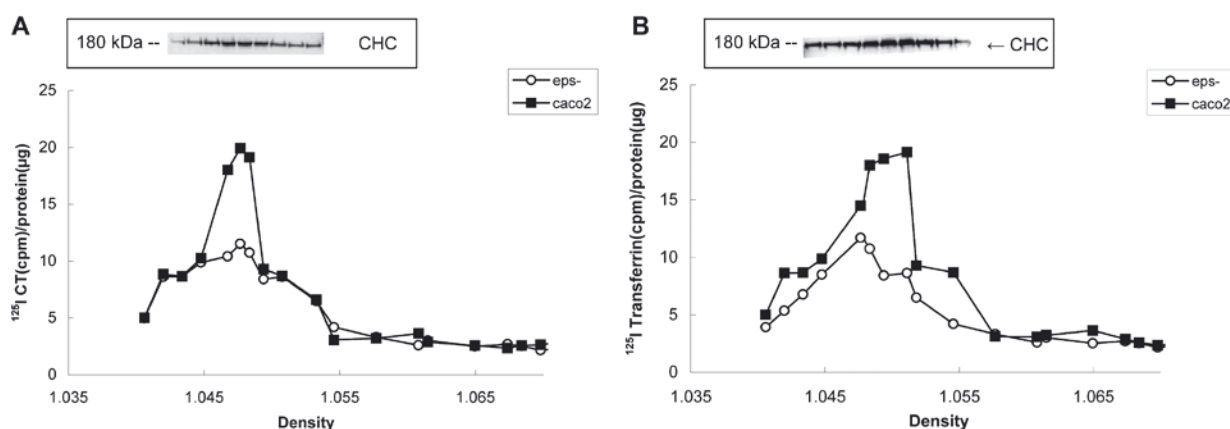 A
180 kDa --
CHC
eps-
caco2
25
20
15
10
5
0
¹²⁵I CT(cpm)/protein(µg)
1.035
1.045
1.055
1.065
Density
B
180 kDa --
← CHC
eps-
caco2
25
20
15
10
5
0
¹²⁵I Transferrin(cpm)/protein(µg)
1.035
1.045
1.055
1.065
Density